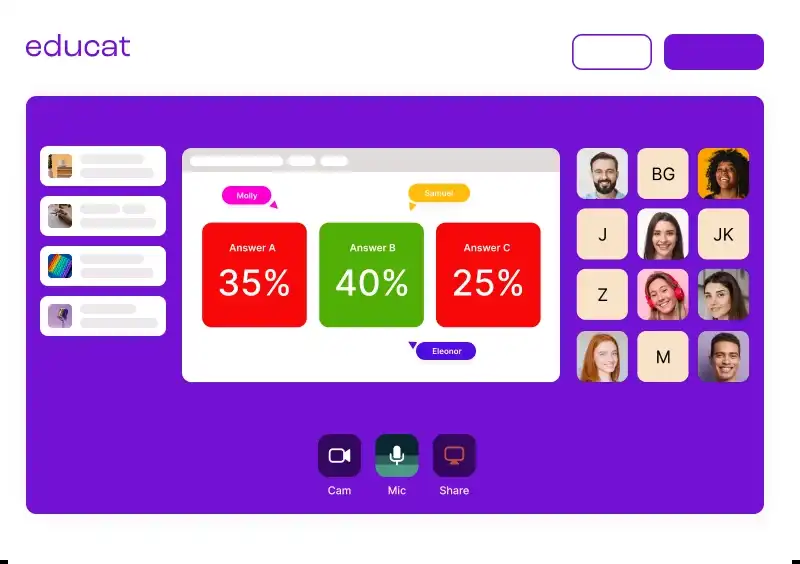 educat
Molly
Samuel
Answer A
35%
Answer B
40%
Answer C
25%
Eleonor
BG
J
JK
Z
M
Cam
Mic
Share